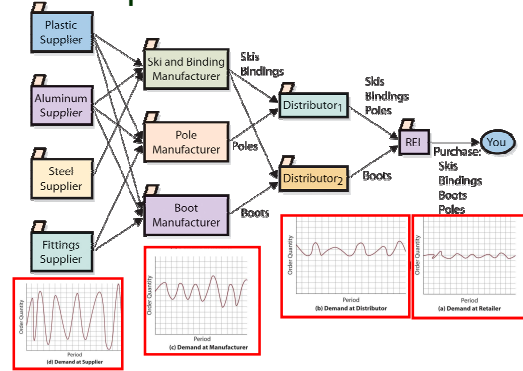 Plastic
Supplier
Ski and Binding
Manufacturer
Skis
Bindings
Aluminum
Supplier
Distributor1
Skis
Bindings
Poles
Pole
Manufacturer
Poles
REI
You
Steel
Supplier
Distributor2
Boots
Purchase:
Skis
Bindings
Boots
Poles
Boot
Manufacturer
Boots
Fittings
Supplier
Order Quantity
Period
(d) Demand at Supplier
Order Quantity
Period
(c) Demand at Manufacturer
Order Quantity
Period
(b) Demand at Distributor
Order Quantity
Period
(a) Demand at Retailer